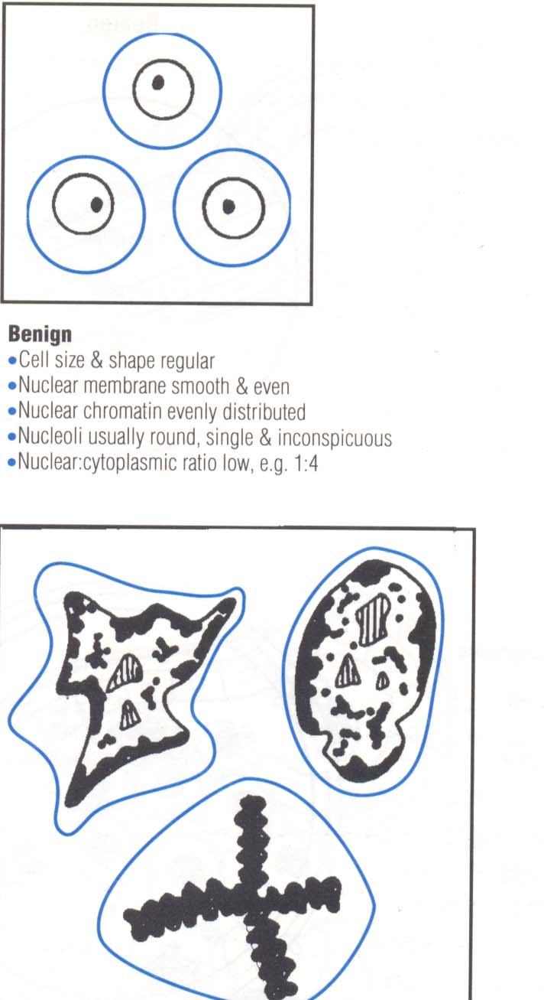 Benign
•Cell size & shape regular
•Nuclear membrane smooth & even
•Nuclear chromatin evenly distributed
•Nucleoli usually round, single & inconspicuous
•Nuclear:cytoplasmic ratio low, e.g. 1:4